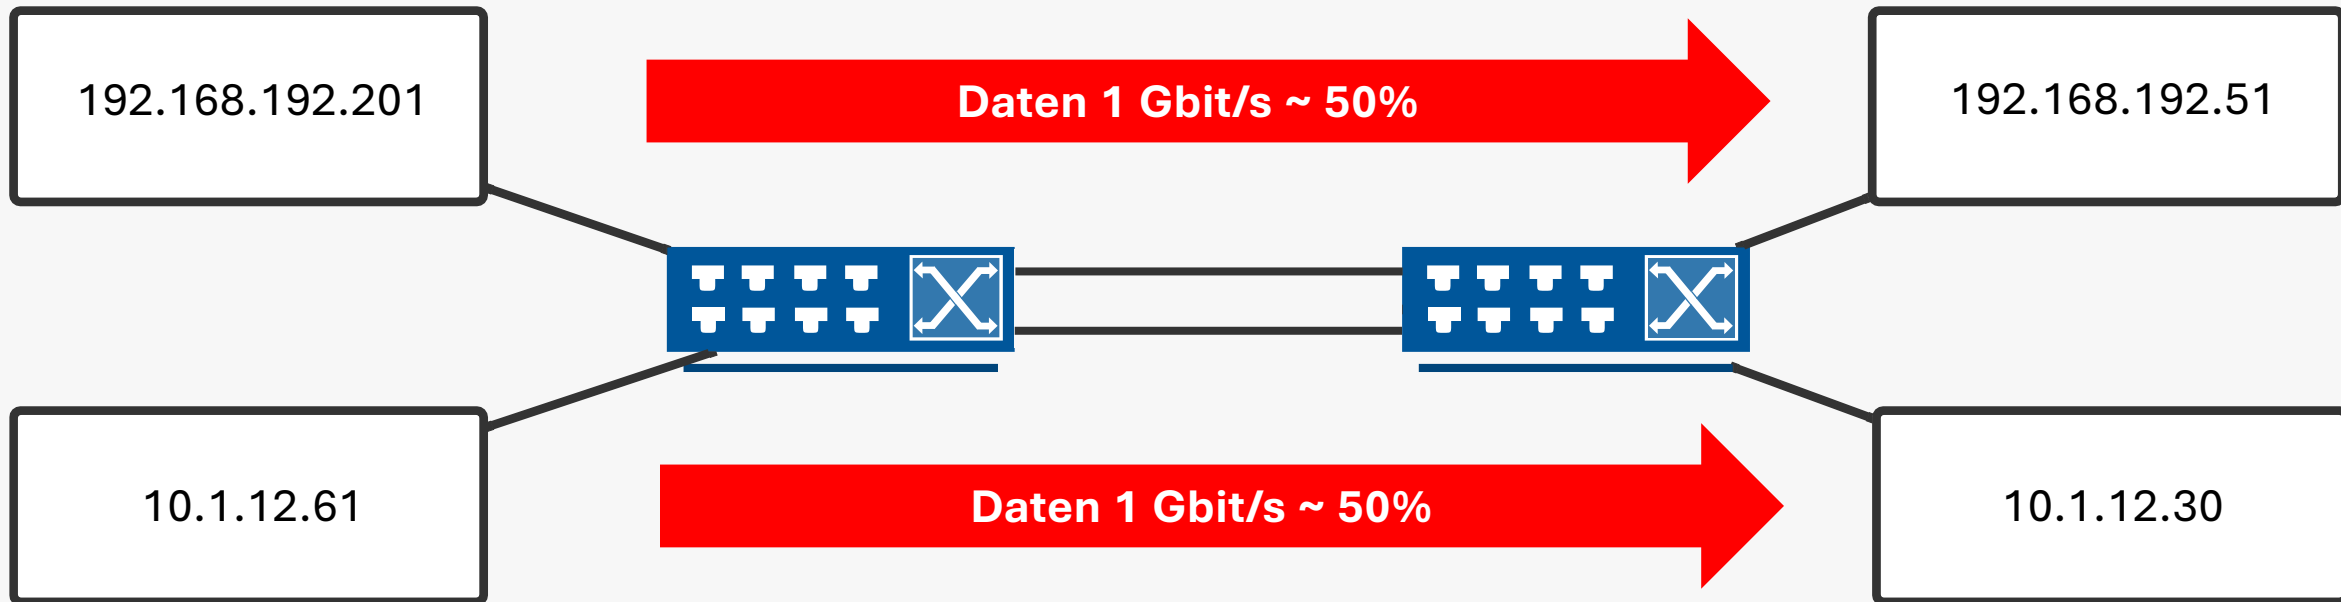 192.168.192.201
Daten 1 Gbit/s ~ 50%
192.168.192.51
10.1.12.61
Daten 1 Gbit/s ~ 50%
10.1.12.30